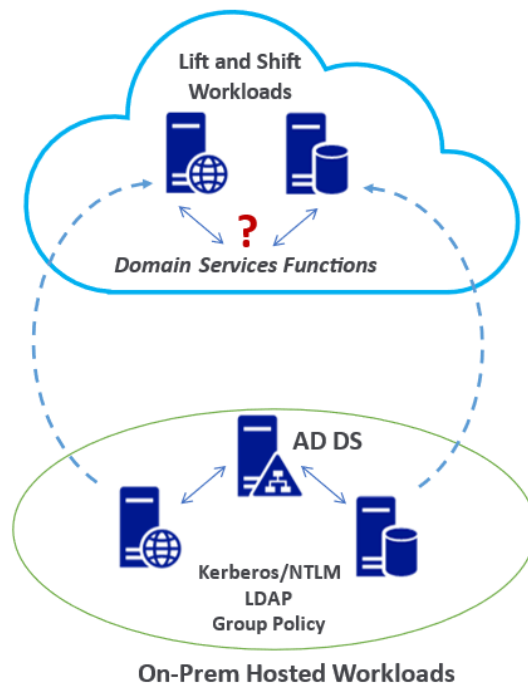 Lift and Shift
Workloads
?
Domain Services Functions
AD DS
Kerberos/NTLM
LDAP
Group Policy
On-Prem Hosted Workloads